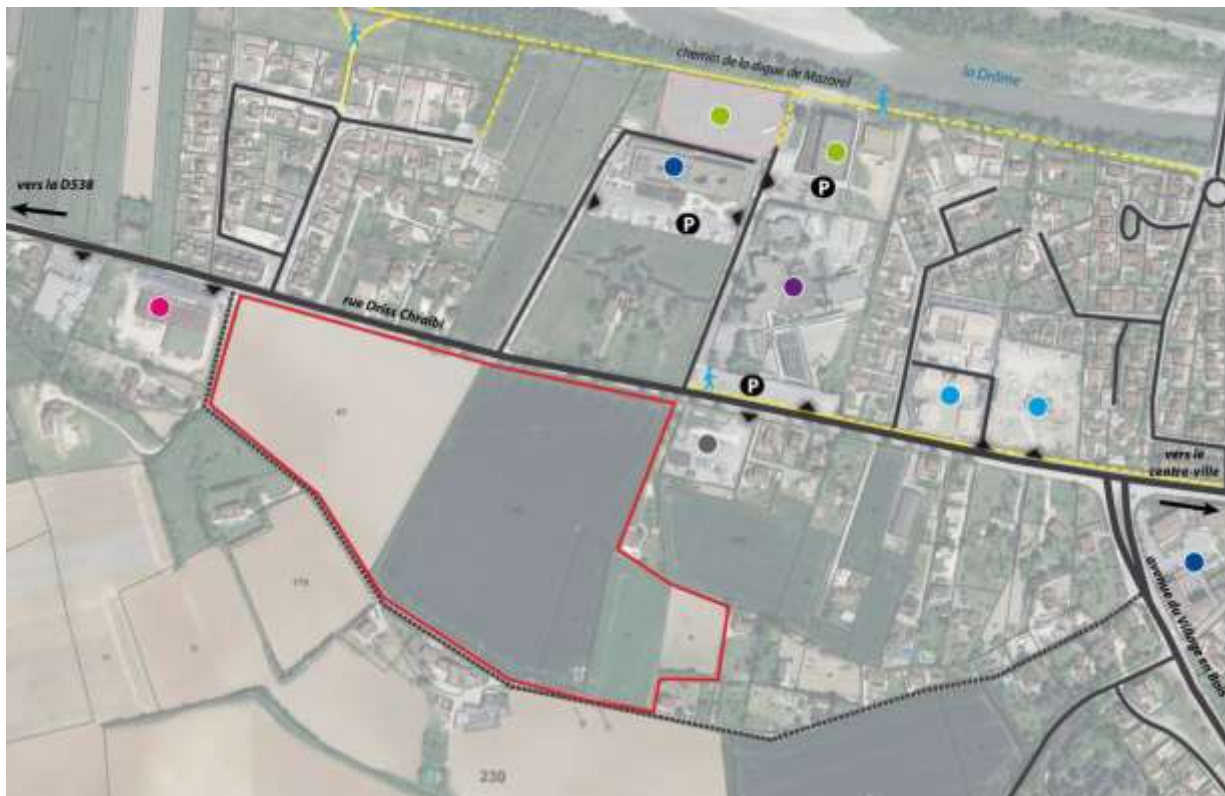 chemin de la digue de Mazorel
la Drôme
vers la D538
P
P
rue Driss Chraïbi
P
vers le
centre-ville
avenue du Village en Bois
230